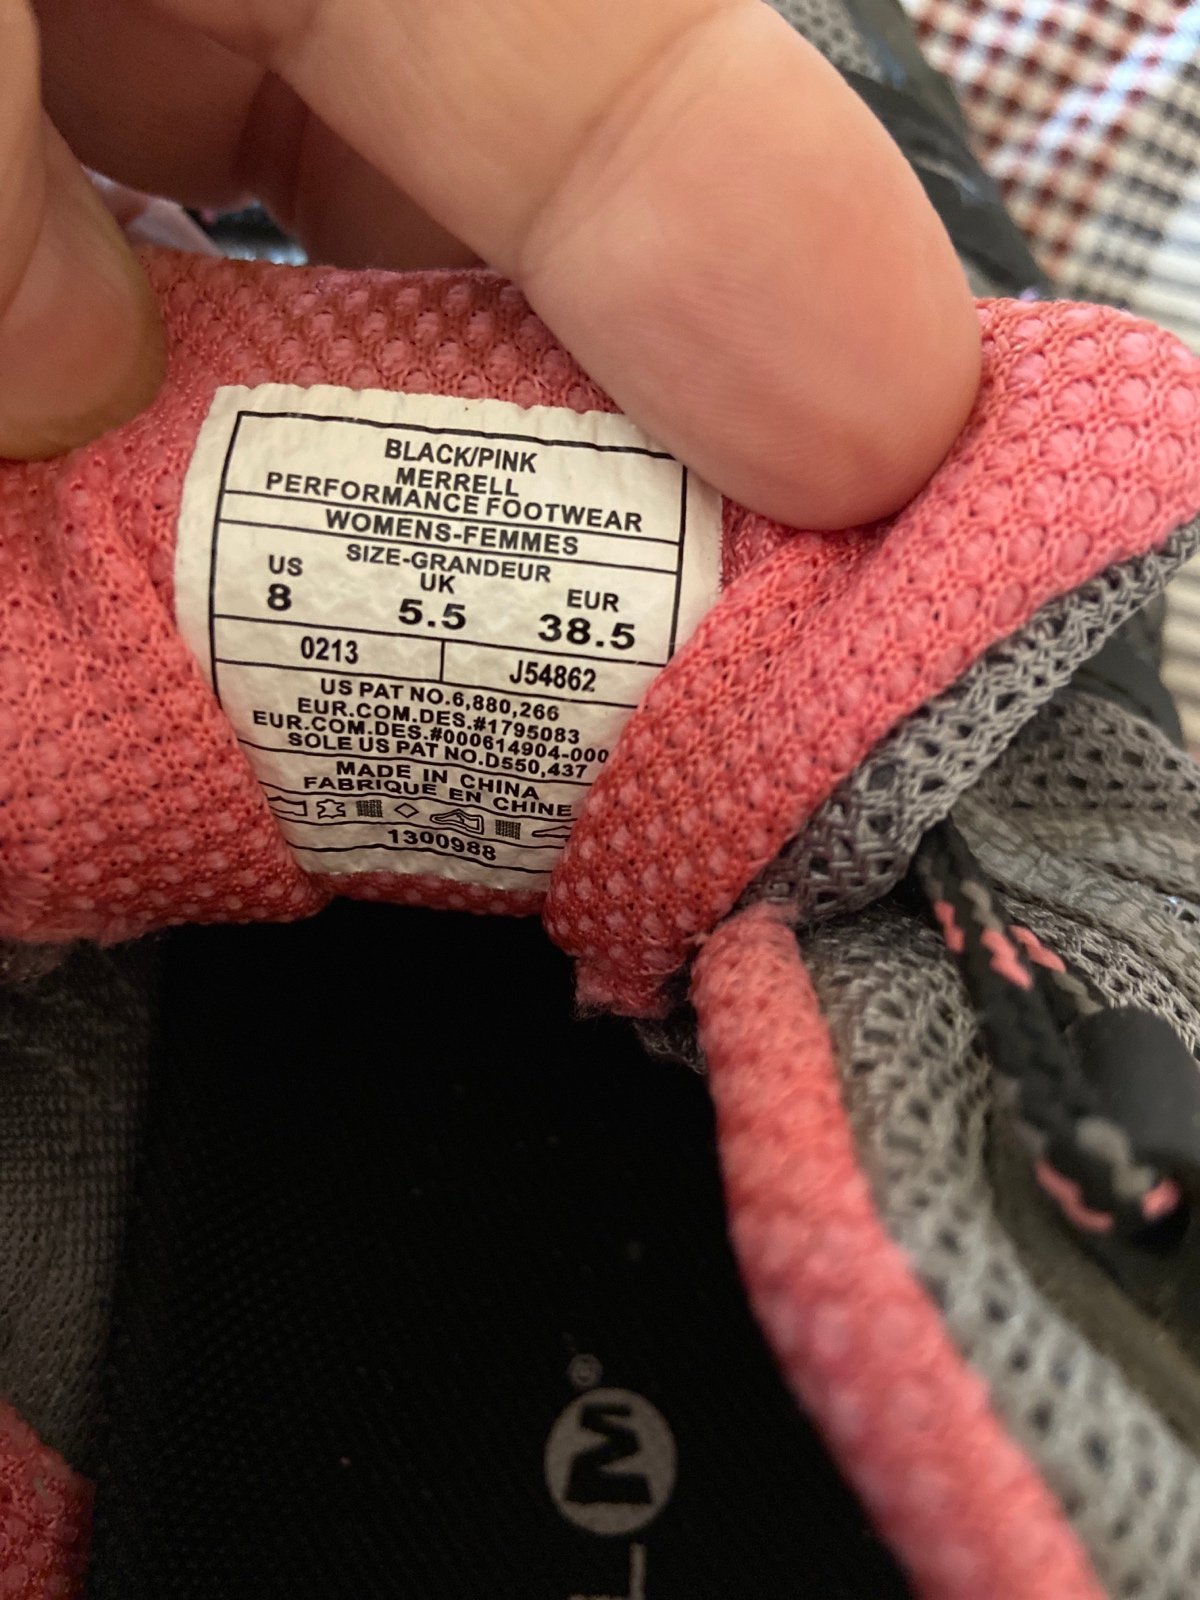 BLACK/PINK
MERRELL
PERFORMANCE FOOTWEAR
WOMENS-FEMMES
SIZE-GRANDEUR
US UK EUR
8 5.5 38.5
0213 J54862
US PAT NO.6,880,266
EUR.COM.DES.#1795083
EUR.COM.DES.#000614904-000
SOLE US PAT NO.D550,437
MADE IN CHINA
FABRIQUE EN CHINE
1300988
M®